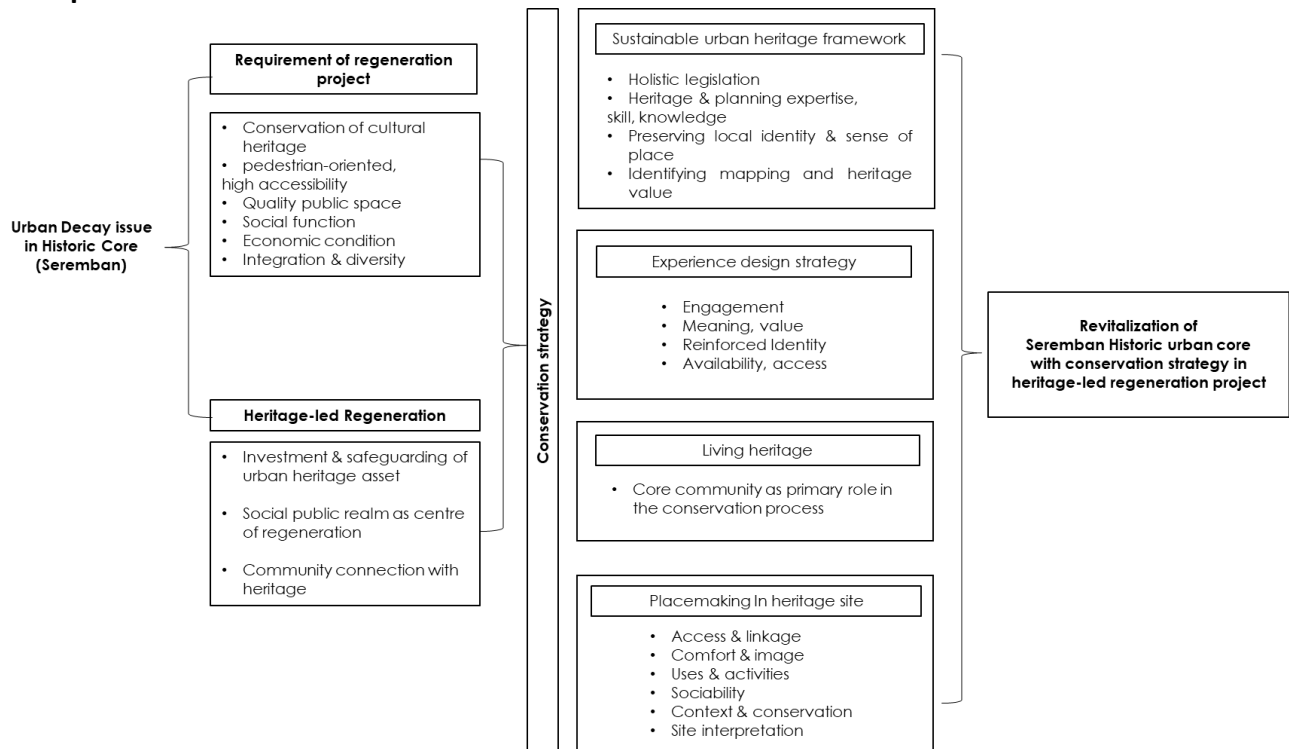 Urban Decay issue
in Historic Core
(Seremban)
Requirement of regeneration
project
• Conservation of cultural
heritage
• pedestrian-oriented,
high accessibility
• Quality public space
• Social function
• Economic condition
• Integration & diversity
Heritage-led Regeneration
• Investment & safeguarding of
urban heritage asset
• Social public realm as centre
of regeneration
• Community connection with
heritage
Conservation strategy
Sustainable urban heritage framework
• Holistic legislation
• Heritage & planning expertise,
skill, knowledge
• Preserving local identity & sense of
place
• Identifying mapping and heritage
value
Experience design strategy
• Engagement
• Meaning, value
• Reinforced Identity
• Availability, access
Living heritage
• Core community as primary role in
the conservation process
Placemaking In heritage site
• Access & linkage
• Comfort & image
• Uses & activities
• Sociability
• Context & conservation
• Site interpretation
Revitalization of
Seremban Historic urban core
with conservation strategy in
heritage-led regeneration project